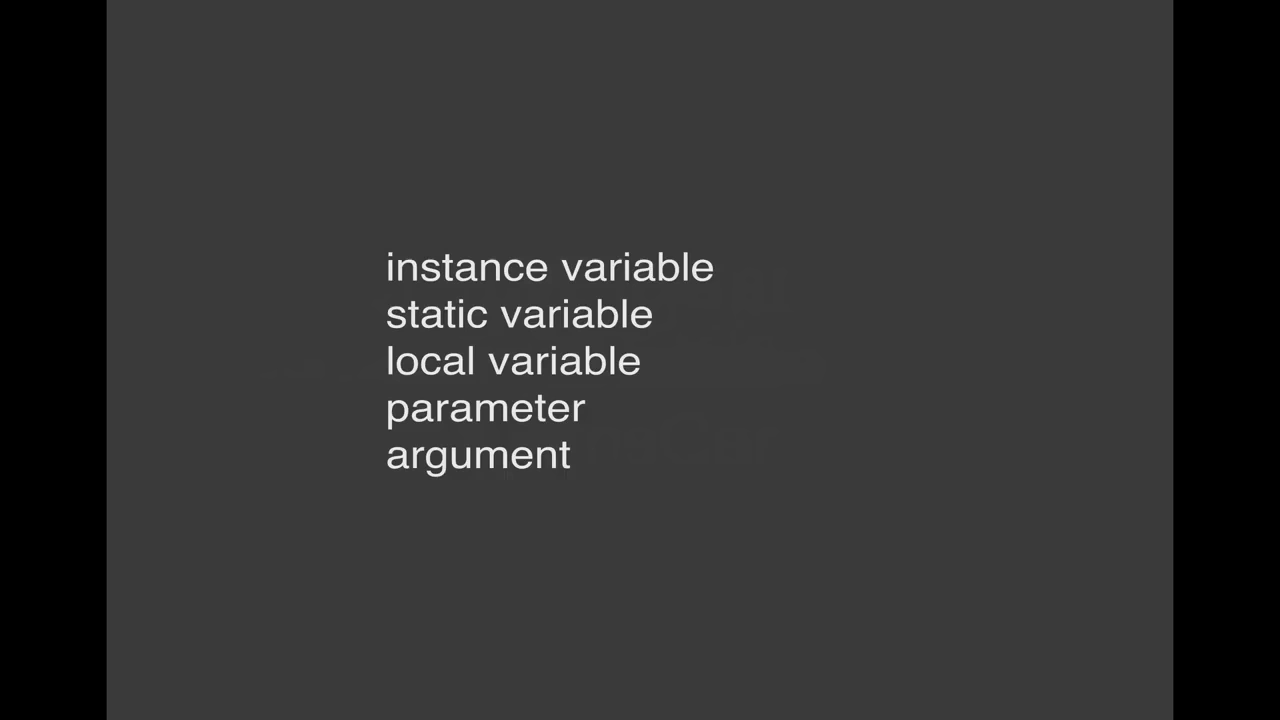 instance variable
static variable
local variable
parameter
argument